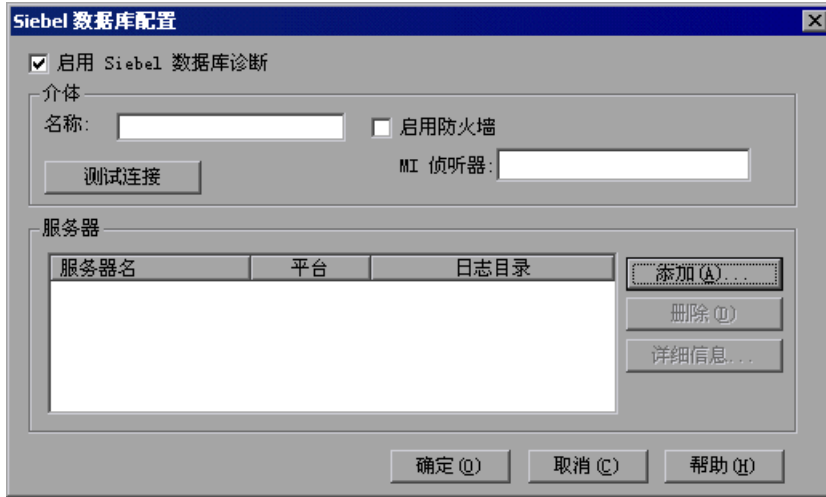 Siebel 数据库配置
启用 Siebel 数据库诊断
介体
名称:
启用防火墙
测试连接
MI 侦听器:
服务器
服务器名 平台 日志目录
添加(A)...
删除(D)
详细信息...
确定(O) 取消(C) 帮助(H)